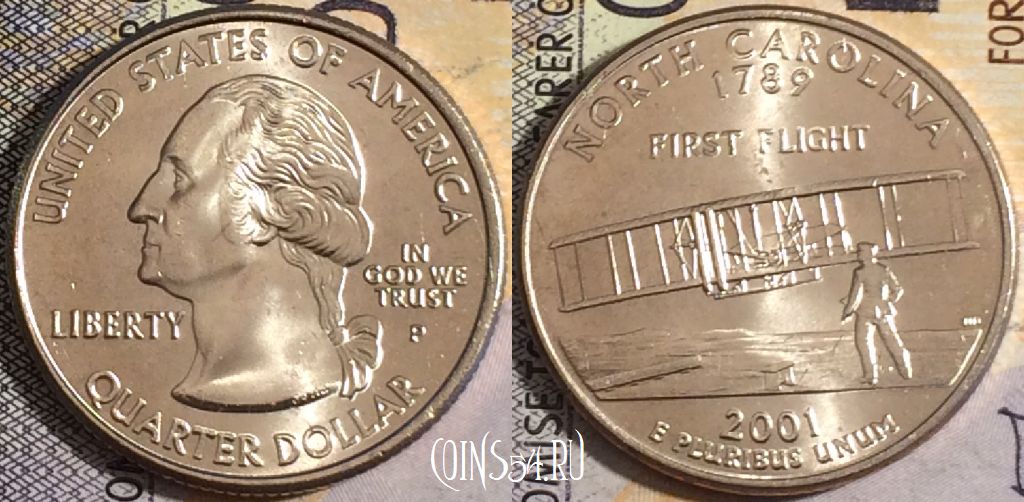 UNITED STATES OF AMERICA
LIBERTY
IN
GOD WE
TRUST
P
QUARTER DOLLAR
NORTH CAROLINA
1789
FIRST FLIGHT
2001
E PLURIBUS UNUM
COINS54.RU
FOR